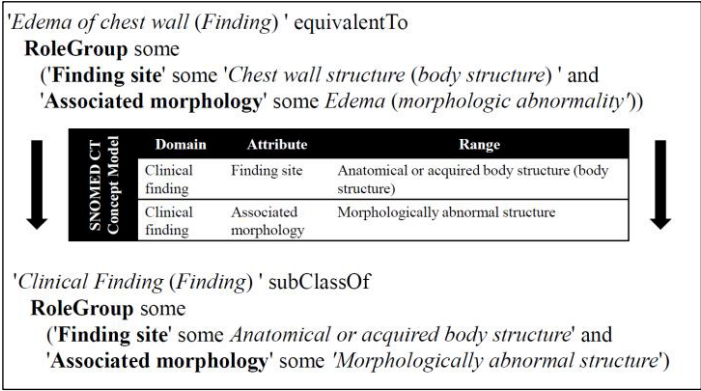 'Edema of chest wall (Finding) ' equivalentTo
RoleGroup some
('Finding site' some 'Chest wall structure (body structure) ' and
'Associated morphology' some Edema (morphologic abnormality'))
SNOMED CT
Concept Model
Domain Attribute Range
Clinical finding Finding site Anatomical or acquired body structure (body structure)
Clinical finding Associated morphology Morphologically abnormal structure
'Clinical Finding (Finding) ' subClassOf
RoleGroup some
('Finding site' some Anatomical or acquired body structure' and
'Associated morphology' some 'Morphologically abnormal structure')